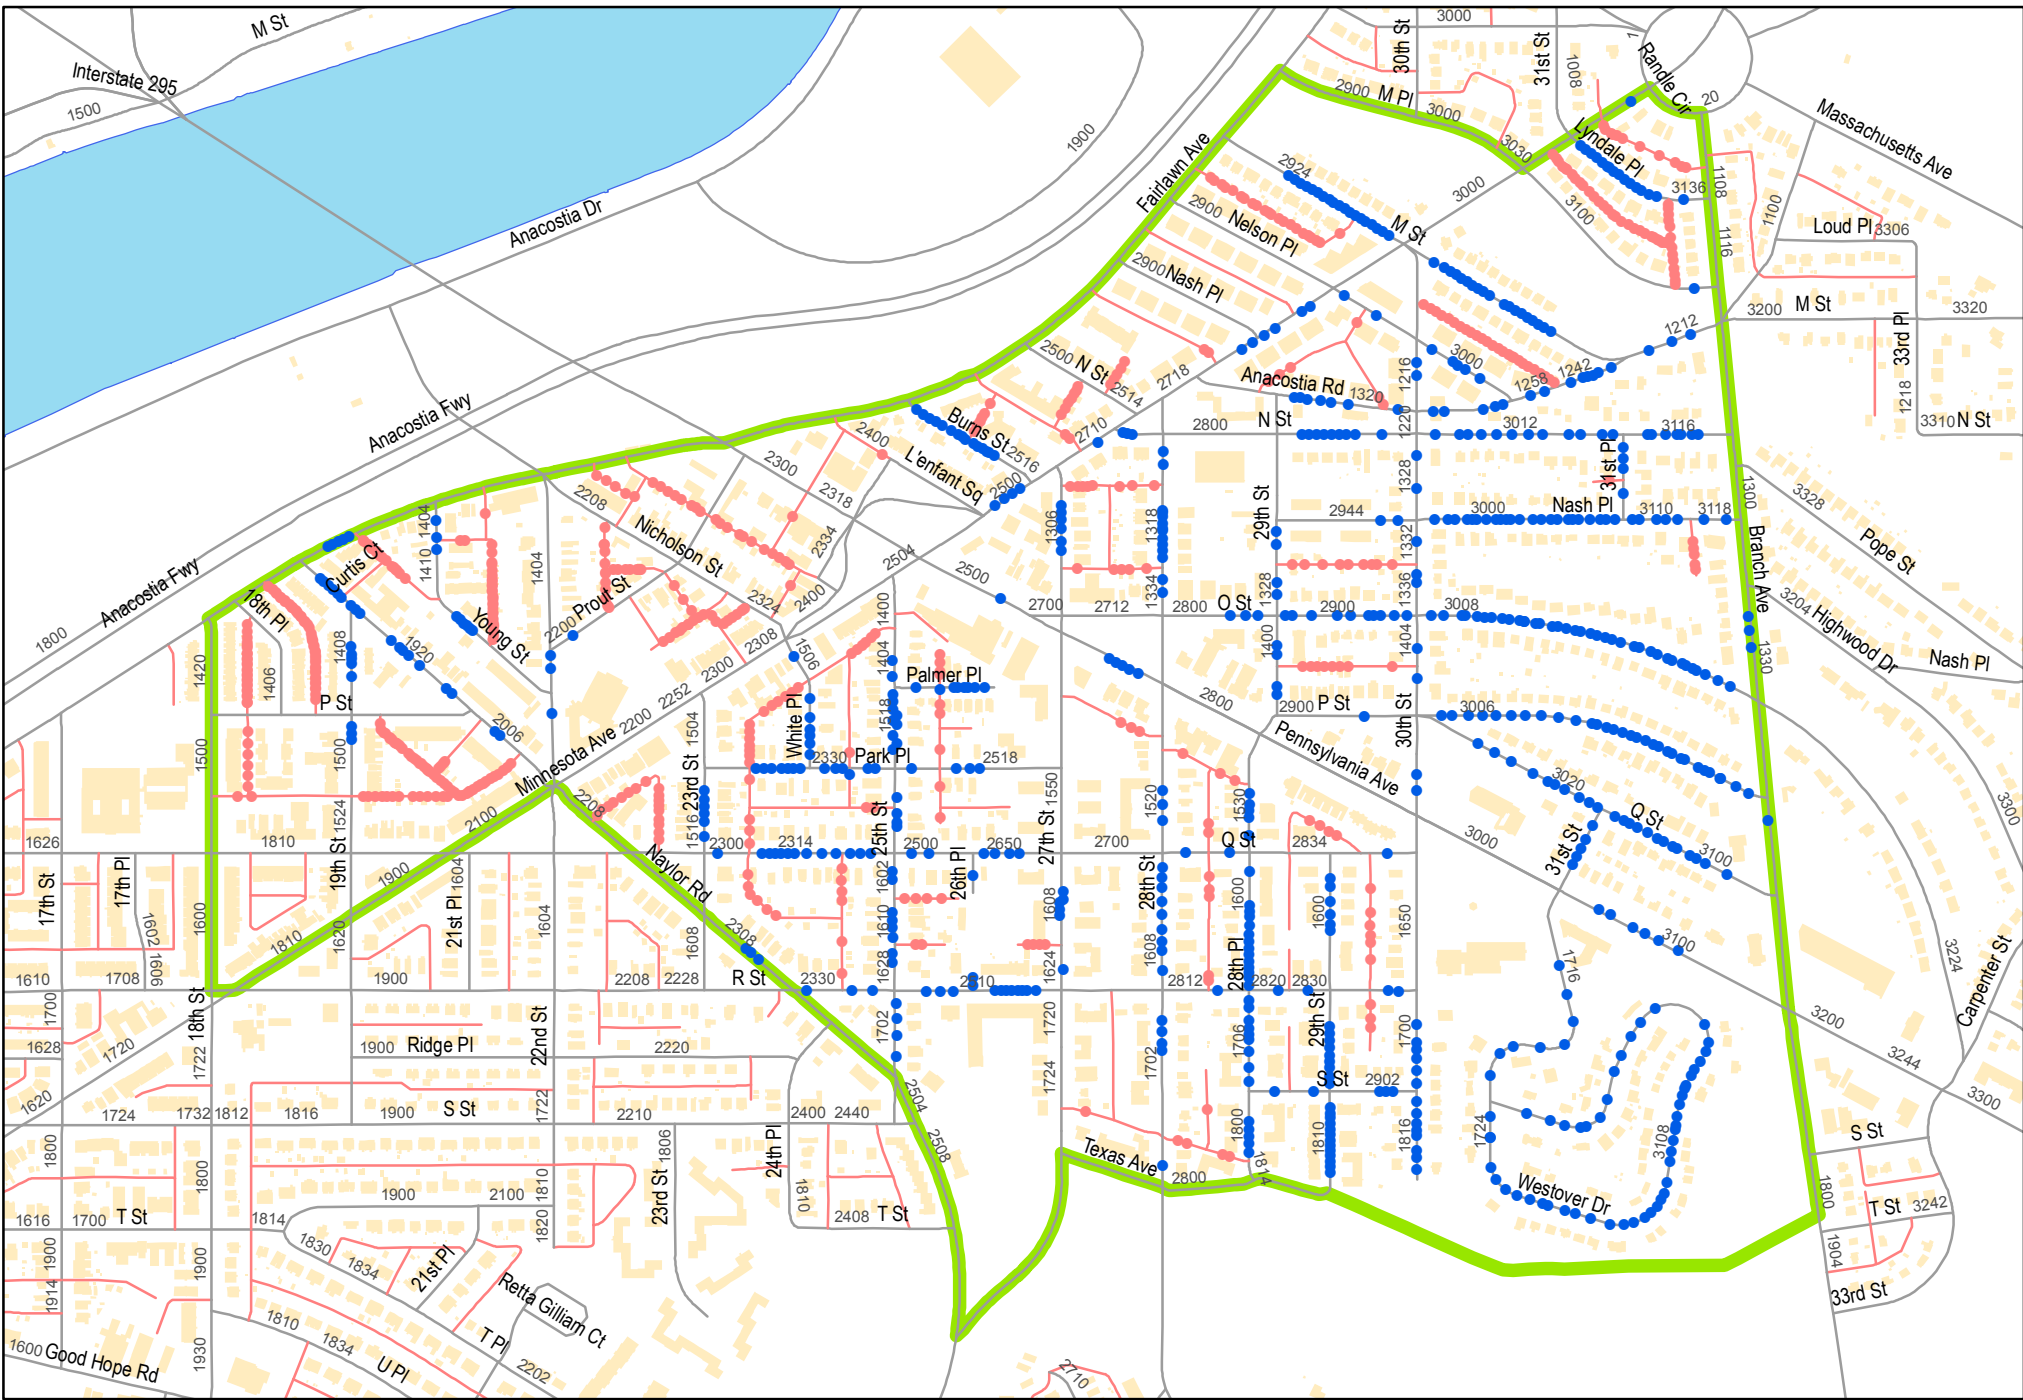 M St
Interstate 295
1500
1900
Anacostia Dr
Anacostia Fwy
Anacostia Fwy
1800
Fairlawn Ave
30th St
3000
31st St
1008
1
Randle Cir
20
Massachusetts Ave
2900
M Pl
3000
3030
Lyndale Pl
3136
1108
1100
1116
3100
3000
2924
M St
2900
Nelson Pl
2900
Nash Pl
Loud Pl
3306
3200
M St
3320
33rd Pl
1218
3310
N St
1212
1242
1258
3000
1216
1220
Anacostia Rd
1320
2718
2500
N St
2514
2710
Burns St
2516
2500
L'enfant Sq
2400
2300
2318
2334
2400
2324
2308
2300
2252
2200
2208
Nicholson St
Prout St
2200
1404
1404
1410
Young St
Curtis Ct
1920
2006
18th Pl
1420
1406
1408
P St
1500
1500
1524
19th St
1810
Minnesota Ave
2100
1900
1810
2504
2500
2800
N St
3012
3116
31st Pl
1328
29th St
2944
3000
Nash Pl
3110
3118
1332
1336
1328
1306
1318
1334
2700
2712
2800
O St
2900
3008
1400
1404
2900
P St
3006
30th St
1300
Branch Ave
1330
3328
Pope St
3204
Highwood Dr
Nash Pl
3300
3224
Carpenter St
2800
Pennsylvania Ave
3000
3100
3200
3244
3300
3020
Q St
3100
31st St
1716
1724
3108
Westover Dr
1400
1404
1506
Palmer Pl
1518
White Pl
2330
Park Pl
2518
1504
23rd St
1516
2300
2314
25th St
2500
2650
26th Pl
27th St
1550
2700
28th St
1520
1530
Q St
2834
1602
1610
1628
1608
1624
1608
1600
28th Pl
1600
1650
2208
Naylor Rd
2308
R St
2330
2810
2812
2820
2830
29th St
1702
1720
1724
1702
1706
1700
S St
2902
1800
1810
1816
1814
Texas Ave
2800
2504
2508
1626
17th St
17th Pl
1602
1606
1600
1620
21st Pl
1604
1604
1608
1610
1708
1900
2208
2228
1700
1628
1720
1620
18th St
1722
1900
Ridge Pl
22nd St
2220
1724
1732
1812
1816
1900
S St
1722
2210
2400
2440
1800
1800
1806
24th Pl
23rd St
1810
1810
1820
1900
2100
1616
1700
T St
1814
1830
1834
21st Pl
2408
T St
1900
1914
1900
1930
Retta Gilliam Ct
1810
1834
U Pl
T Pl
2202
1600
Good Hope Rd
2710
S St
1800
T St
3242
1904
33rd St